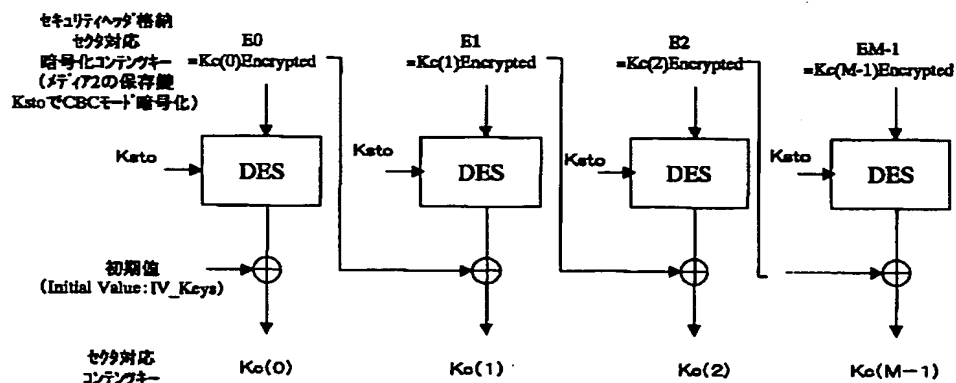 セキュリティヘッダ格納
セクタ対応
暗号化コンテンツキー
(メディア2の保存鍵
KstoでCBCモード暗号化)
E0
=Kc(0)Encrypted
E1
=Kc(1)Encrypted
E2
=Kc(2)Encrypted
EM-1
=Kc(M-1)Encrypted
Ksto
DES
Ksto
DES
Ksto
DES
Ksto
DES
初期値
(Initial Value:IV_Keys)
セクタ対応
コンテンツキー
Kc(0)
Kc(1)
Kc(2)
Kc(M-1)